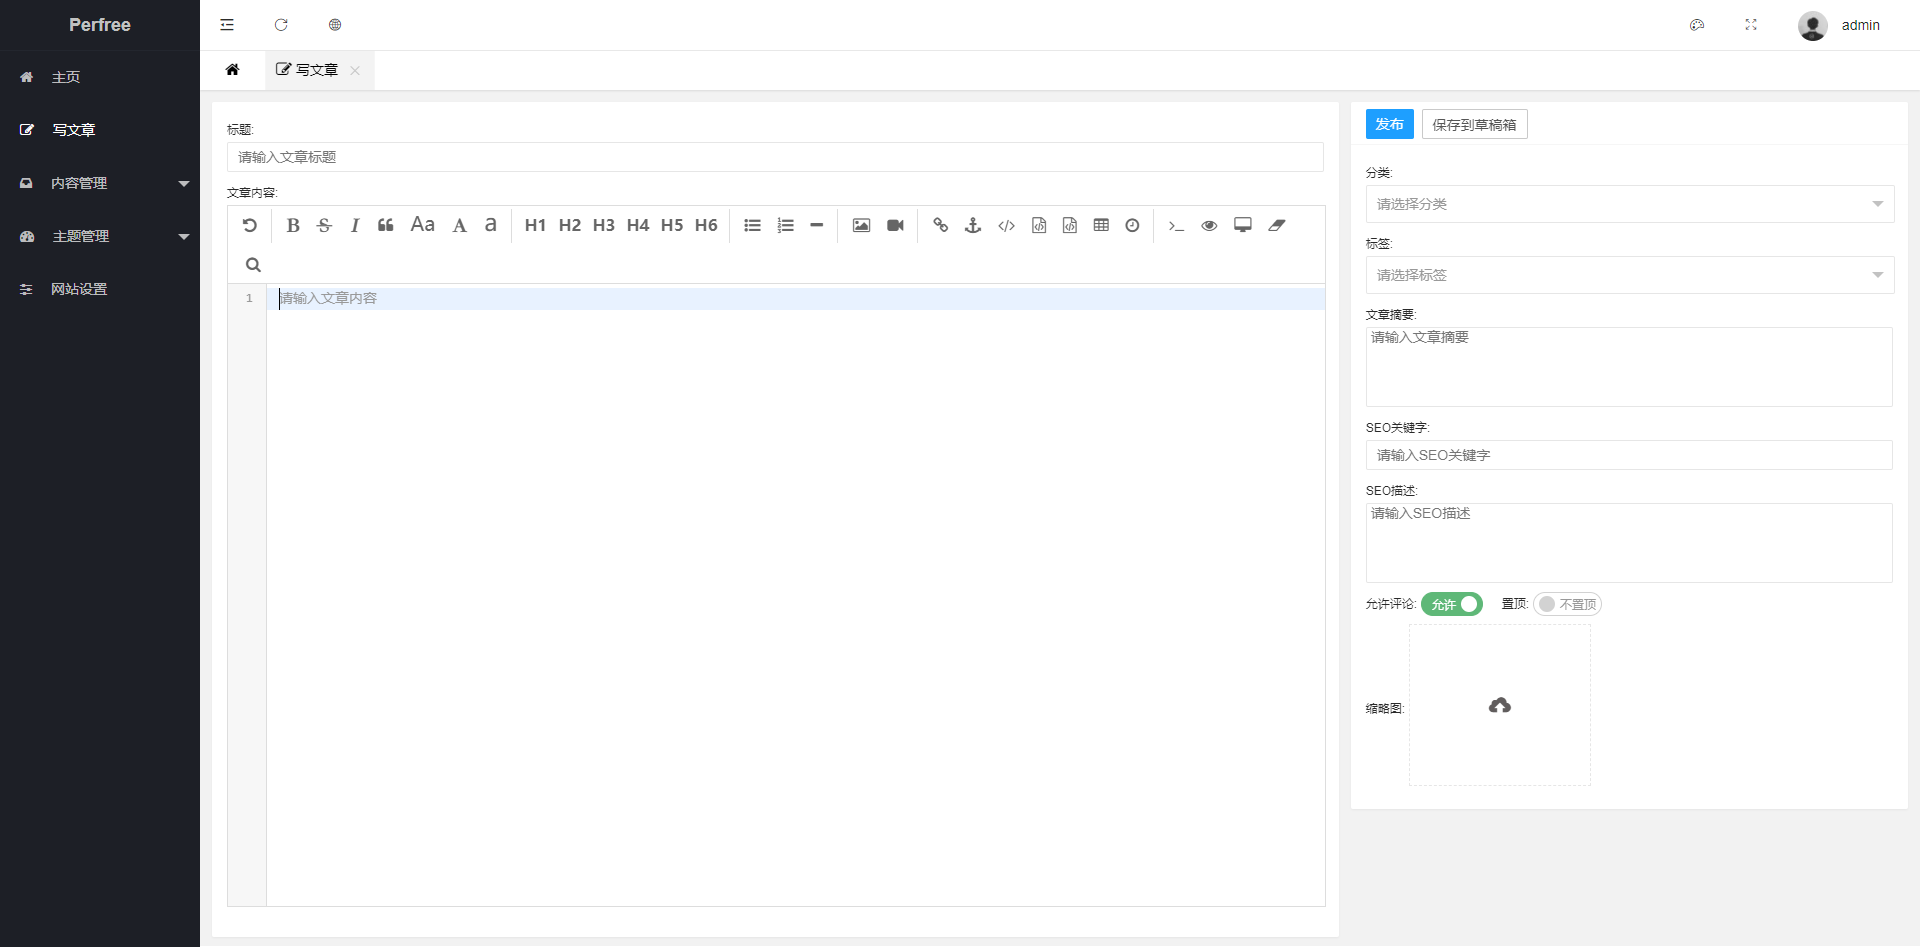 Perfree
主页
写文章
内容管理
主题管理
网站设置
admin
写文章
标题:
请输入文章标题
文章内容:
B S I Aa A a H1 H2 H3 H4 H5 H6
1 请输入文章内容
发布 保存到草稿箱
分类:
请选择分类
标签:
请选择标签
文章摘要:
请输入文章摘要
SEO关键字:
请输入SEO关键字
SEO描述:
请输入SEO描述
允许评论: 允许 置顶: 不置顶
缩略图: